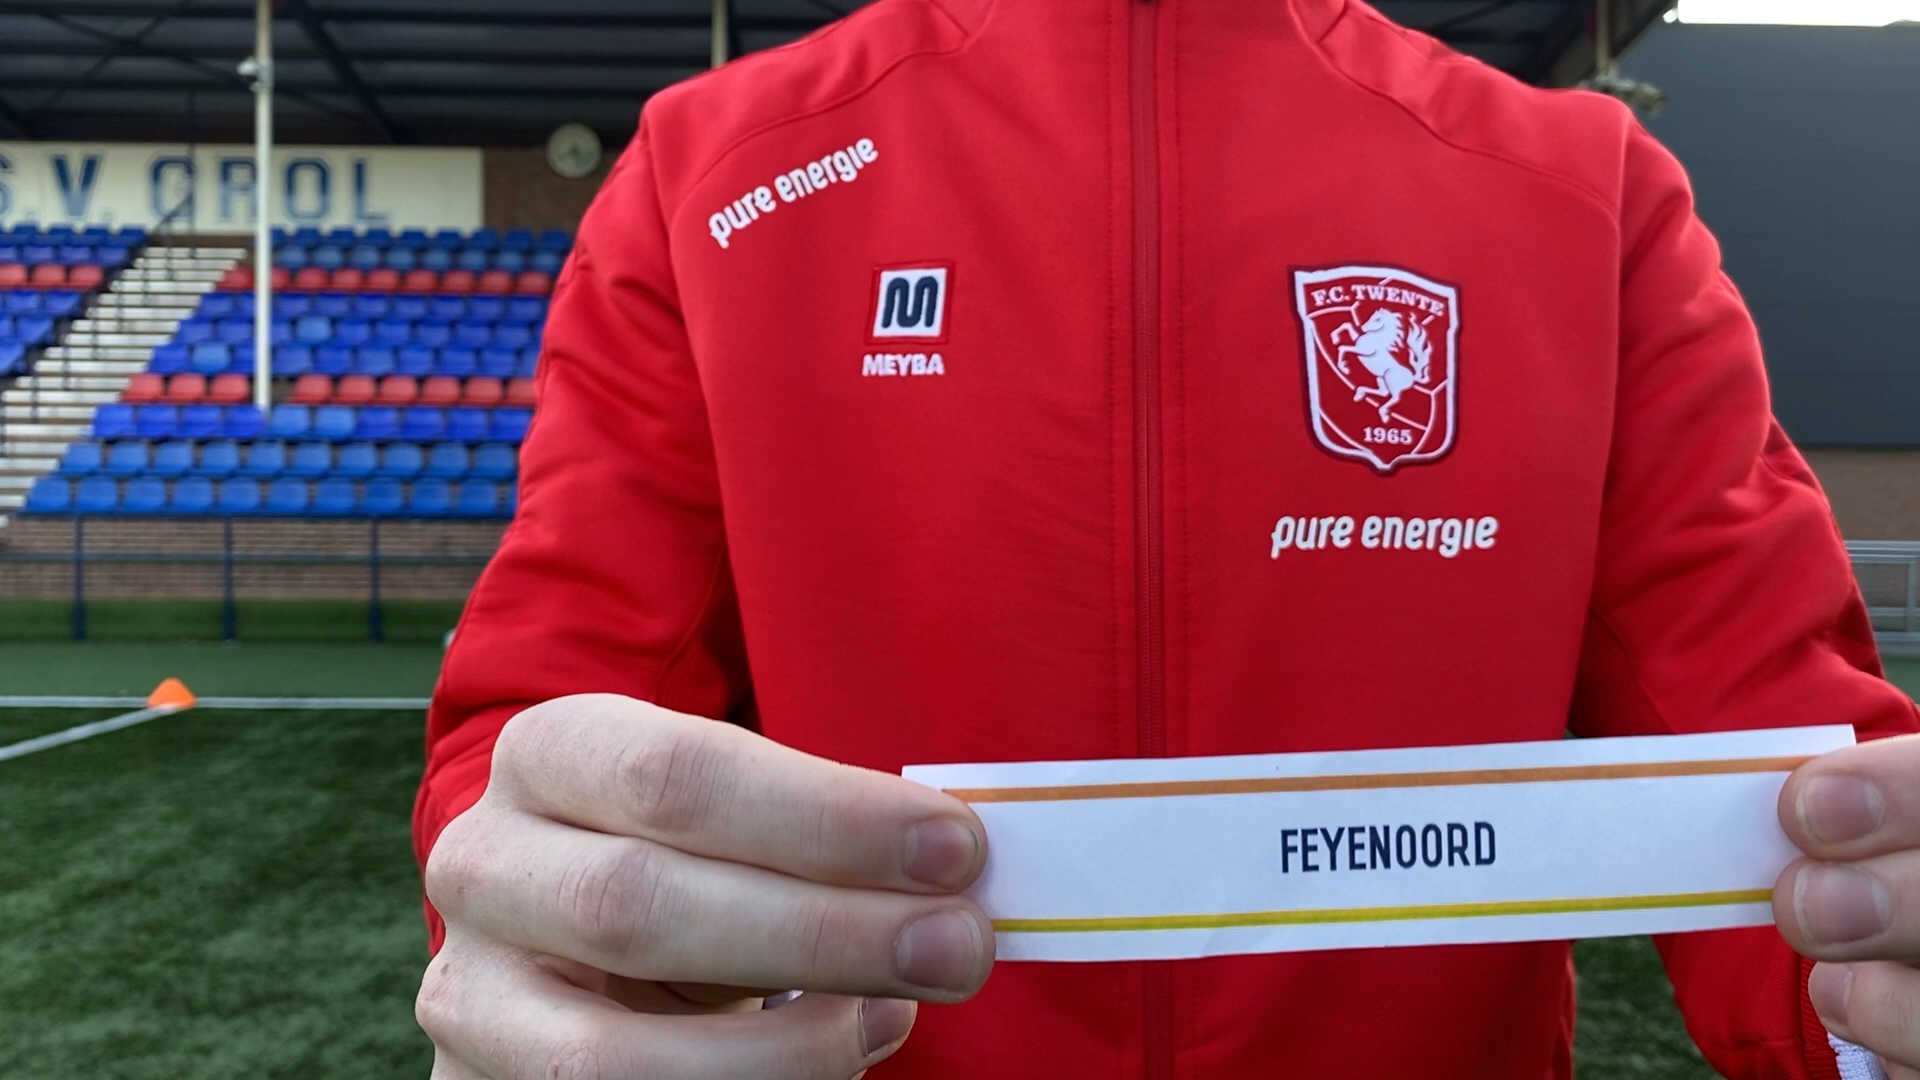 S.V. GROL
pure energie
M
MEYBA
F.C. TWENTE
1965
pure energie
FEYENOORD